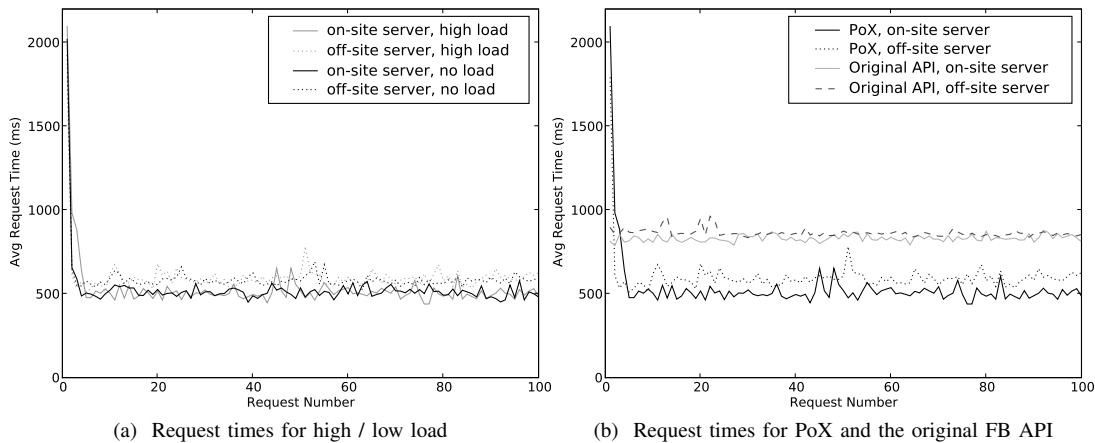 on-site server, high load
off-site server, high load
on-site server, no load
off-site server, no load
2000
1500
1000
500
0
0
20
40
60
80
100
Avg Request Time (ms)
Request Number
(a) Request times for high / low load
PoX, on-site server
PoX, off-site server
Original API, on-site server
Original API, off-site server
2000
1500
1000
500
0
0
20
40
60
80
100
Avg Request Time (ms)
Request Number
(b) Request times for PoX and the original FB API